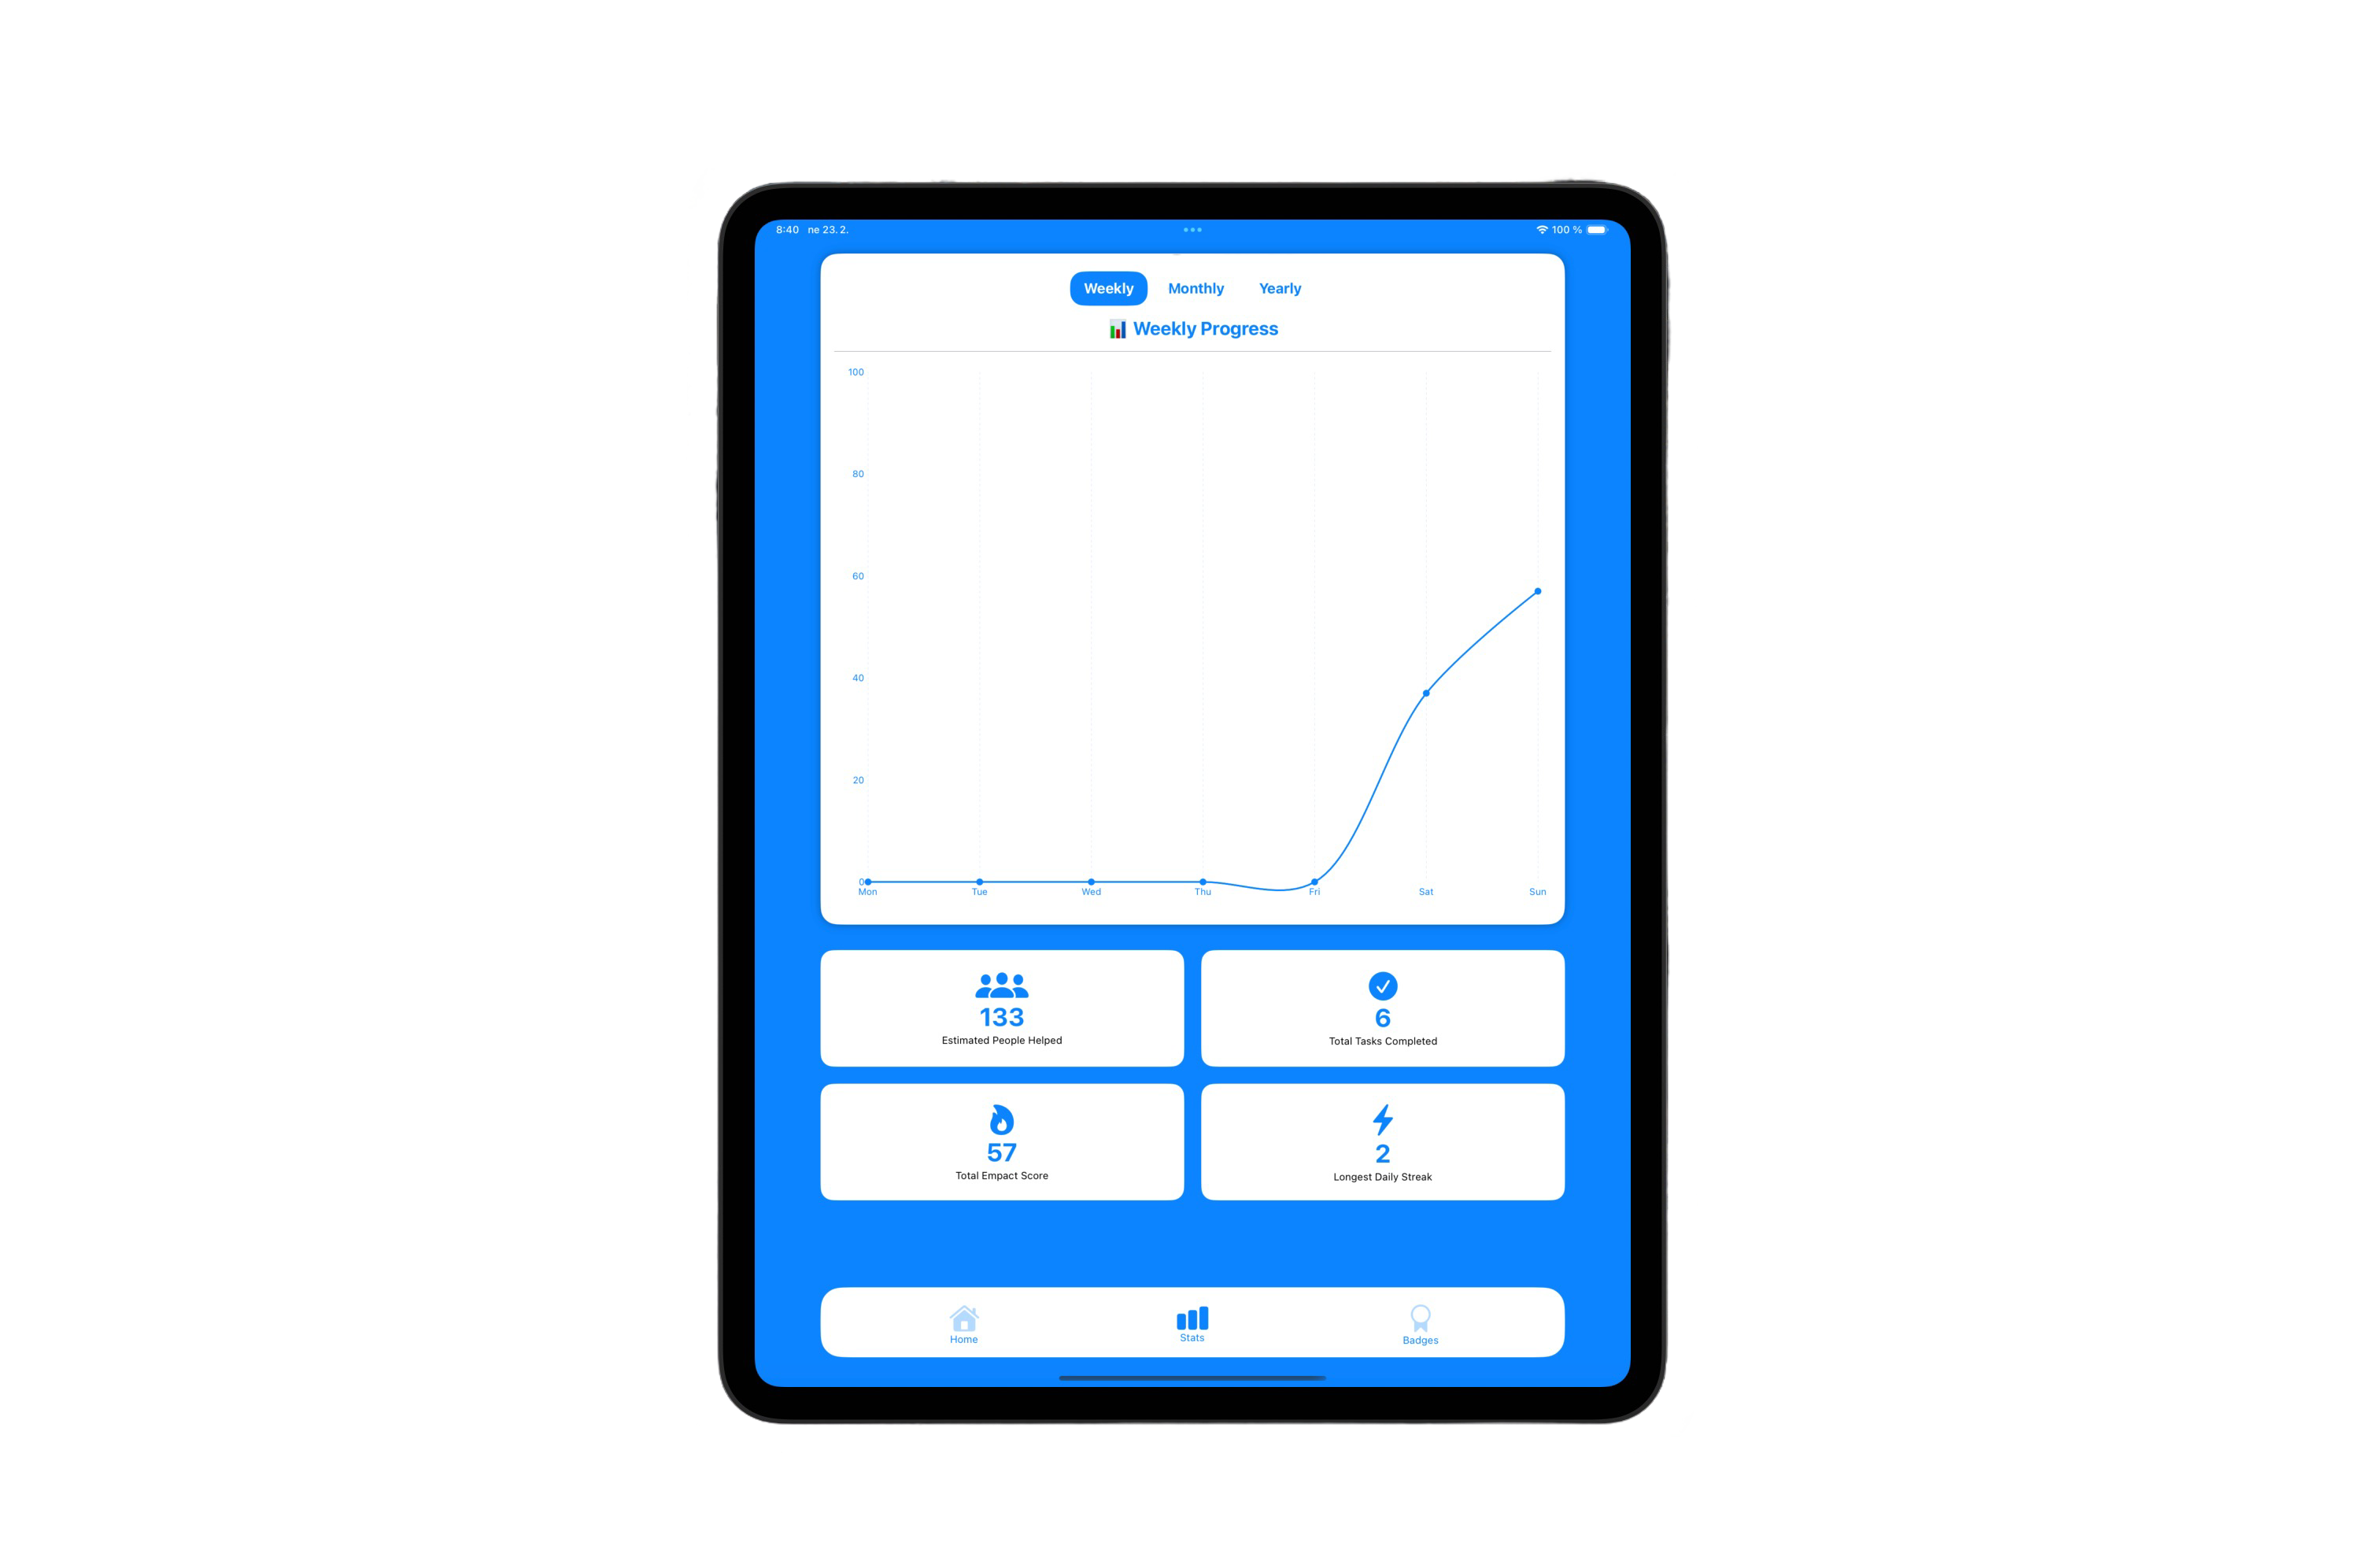 8:40 ne 23. 2. 100 %
Weekly Monthly Yearly
Weekly Progress
100
80
60
40
20
0
Mon Tue Wed Thu Fri Sat Sun
133
Estimated People Helped
6
Total Tasks Completed
57
Total Empact Score
2
Longest Daily Streak
Home Stats Badges